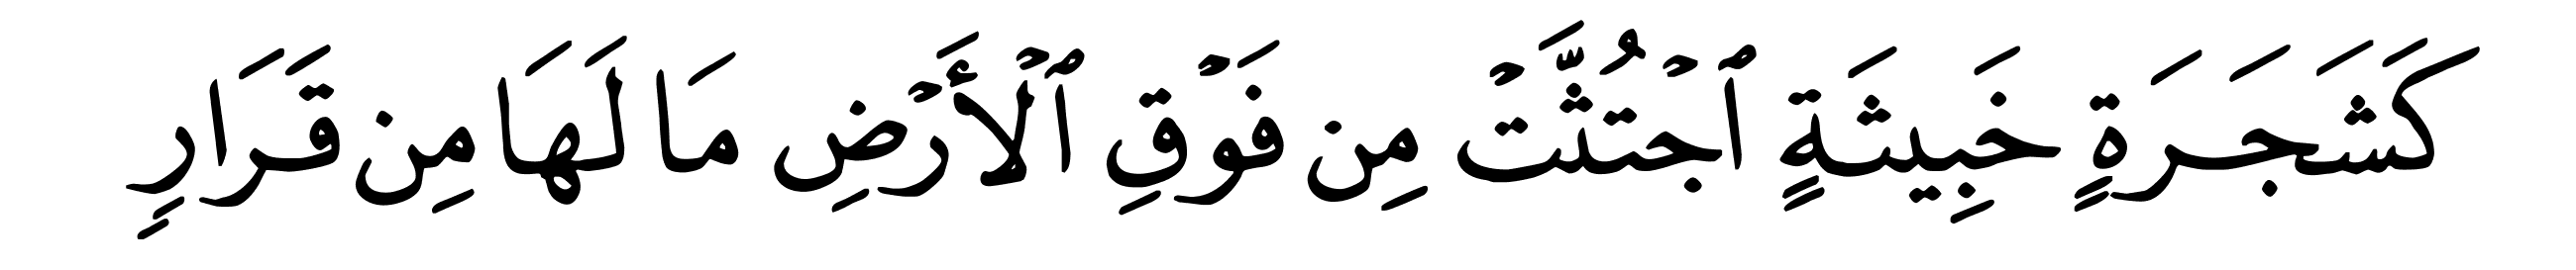 كَشَجَرَةٍ خَبِيثَةٍ ٱجْتُثَّتْ مِن فَوْقِ ٱلْأَرْضِ مَا لَهَا مِن قَرَارٍ